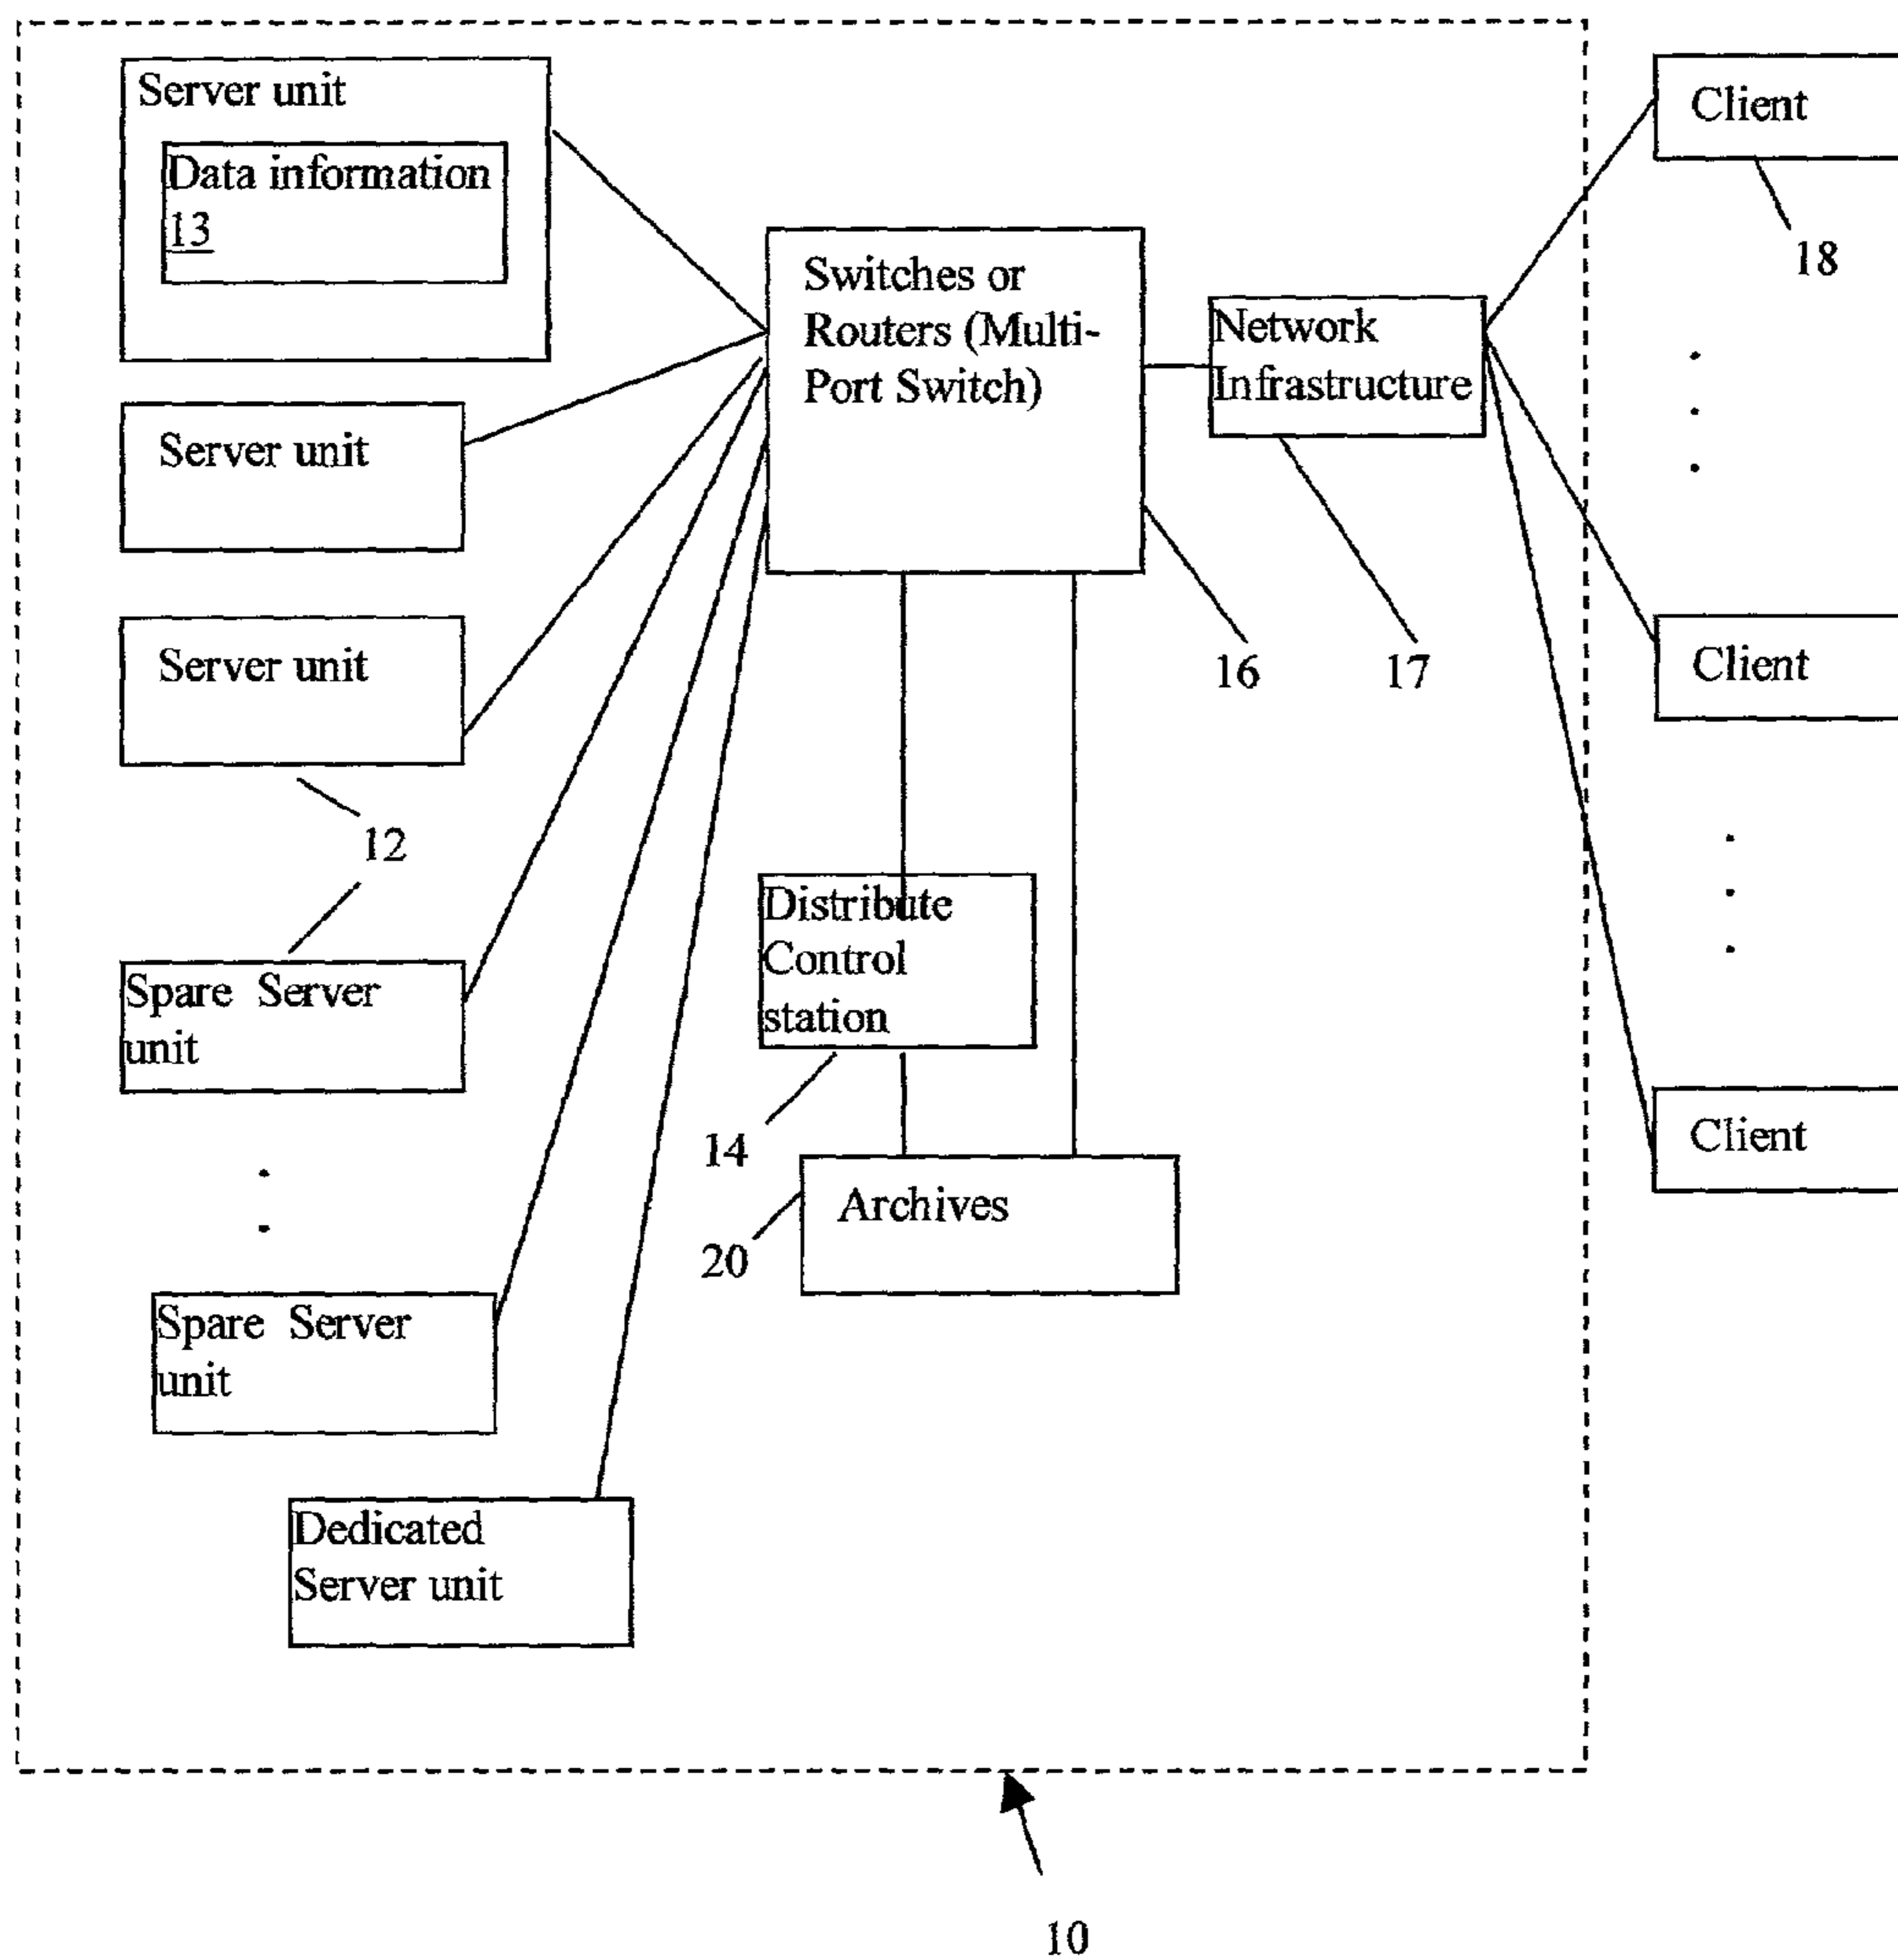 Server unit
Data information
13
Server unit
Server unit
12
Spare Server
unit
Spare Server
unit
Dedicated
Server unit
Switches or
Routers (Multi-
Port Switch)
16
Network
Infrastructure
17
Distribute
Control
station
14
Archives
20
Client
18
Client
Client
10